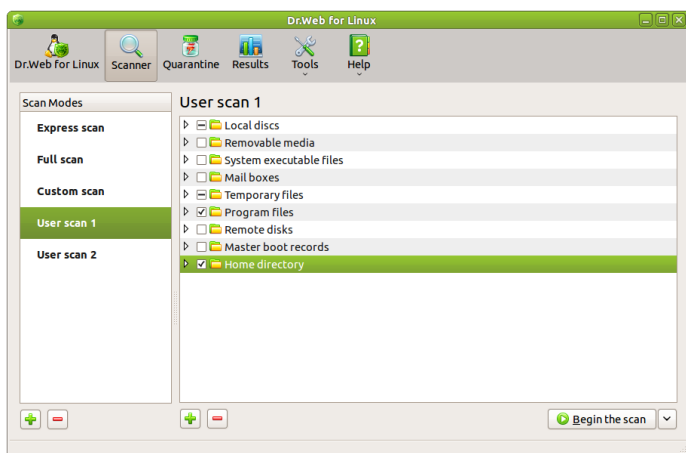 Dr.Web for Linux
Dr.Web for Linux Scanner Quarantine Results Tools Help
Scan Modes
Express scan
Full scan
Custom scan
User scan 1
User scan 2
User scan 1
Local discs
Removable media
System executable files
Mail boxes
Temporary files
Program files
Remote disks
Master boot records
Home directory
Begin the scan